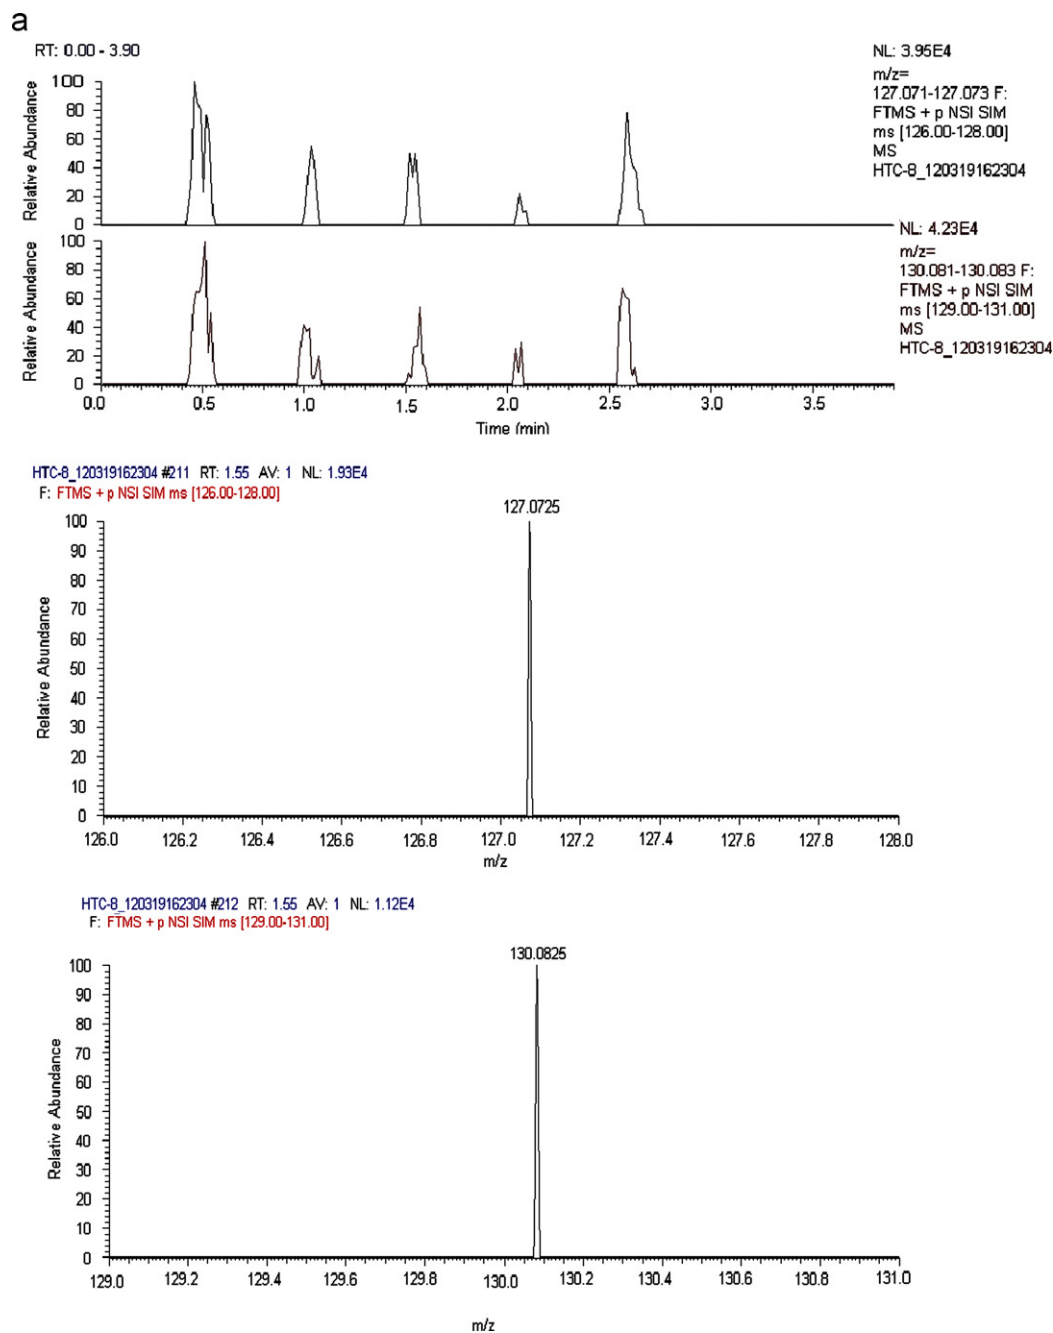 a
RT: 0.00 - 3.90
NL: 3.95E4
m/z=
127.071-127.073 F:
FTMS + p NSI SIM
ms [126.00-128.00]
MS
HTC-8_120319162304
100
80
60
40
20
0
Relative Abundance
NL: 4.23E4
m/z=
130.081-130.083 F:
FTMS + p NSI SIM
ms [129.00-131.00]
MS
HTC-8_120319162304
100
80
60
40
20
0
Relative Abundance
0.0 0.5 1.0 1.5 2.0 2.5 3.0 3.5
Time (min)
HTC-8_120319162304 #211 RT: 1.55 AV: 1 NL: 1.93E4
F: FTMS + p NSI SIM ms [126.00-128.00]
127.0725
100
90
80
70
60
50
40
30
20
10
0
Relative Abundance
126.0 126.2 126.4 126.6 126.8 127.0 127.2 127.4 127.6 127.8 128.0
m/z
HTC-8_120319162304 #212 RT: 1.55 AV: 1 NL: 1.12E4
F: FTMS + p NSI SIM ms [129.00-131.00]
130.0825
100
90
80
70
60
50
40
30
20
10
0
Relative Abundance
129.0 129.2 129.4 129.6 129.8 130.0 130.2 130.4 130.6 130.8 131.0
m/z